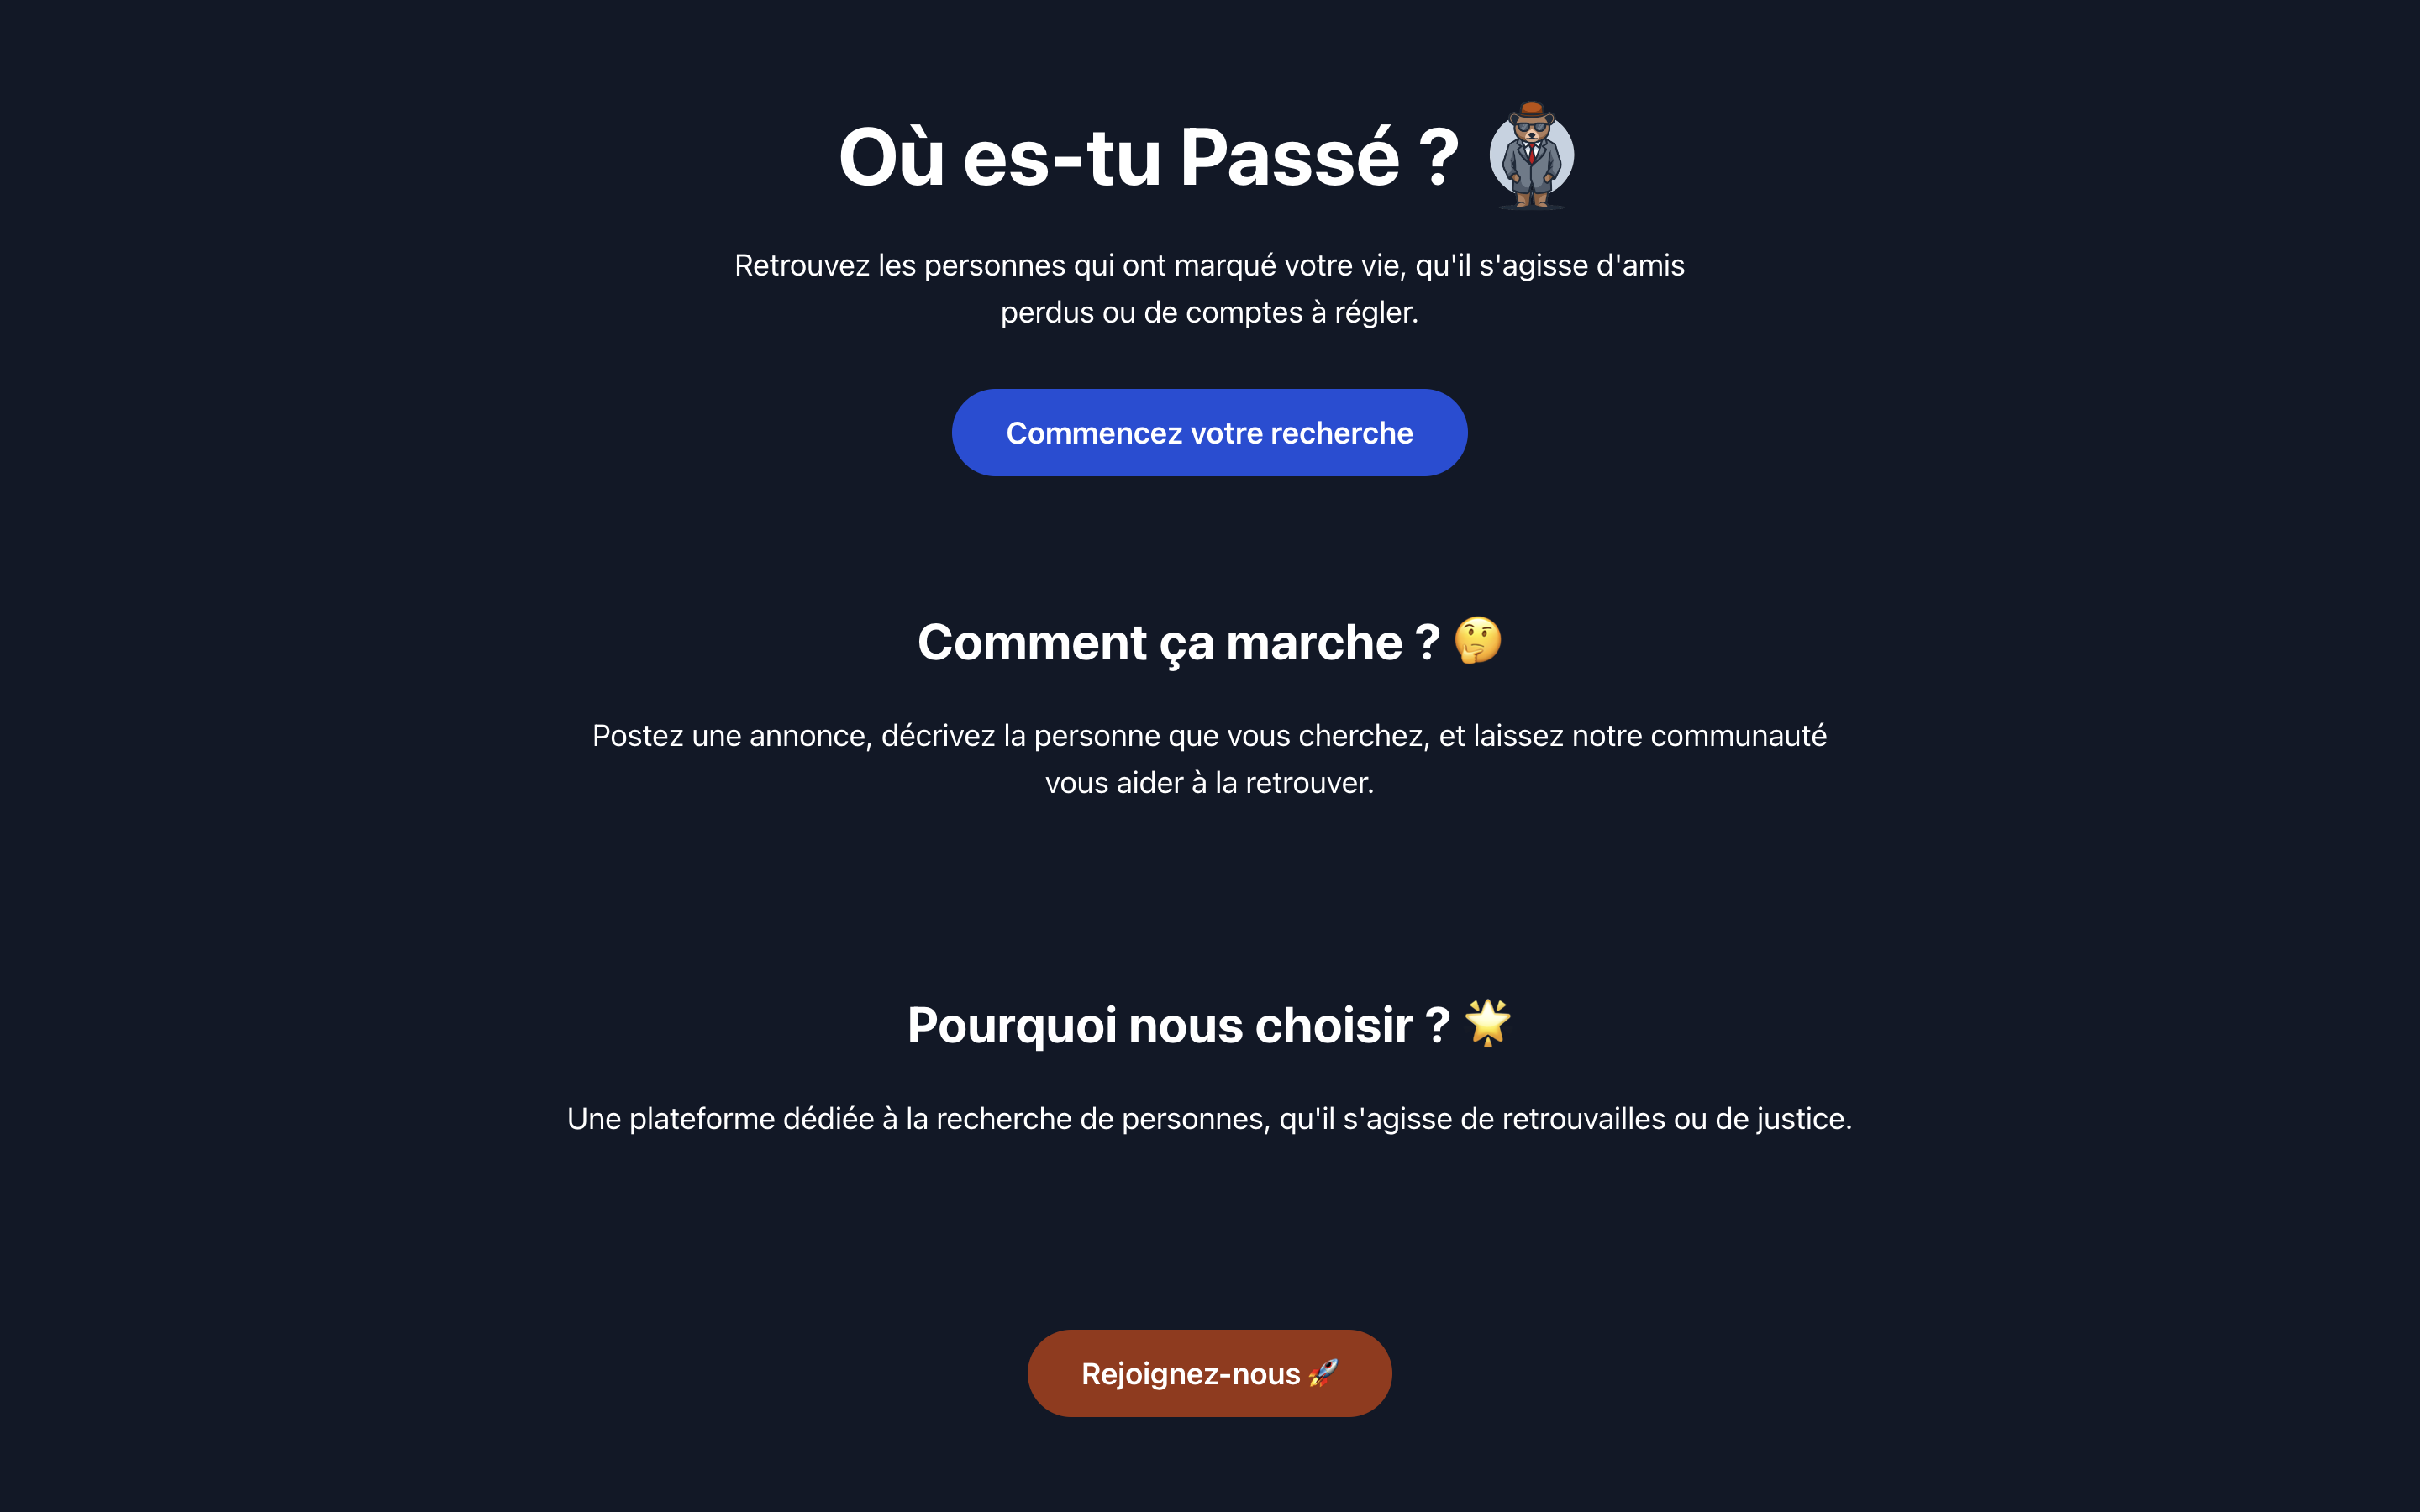 Où es-tu Passé ?
Retrouvez les personnes qui ont marqué votre vie, qu'il s'agisse d'amis
perdus ou de comptes à régler.
Commencez votre recherche
Comment ça marche ? 🤔
Postez une annonce, décrivez la personne que vous cherchez, et laissez notre communauté
vous aider à la retrouver.
Pourquoi nous choisir ? 🌟
Une plateforme dédiée à la recherche de personnes, qu'il s'agisse de retrouvailles ou de justice.
Rejoignez-nous 🚀